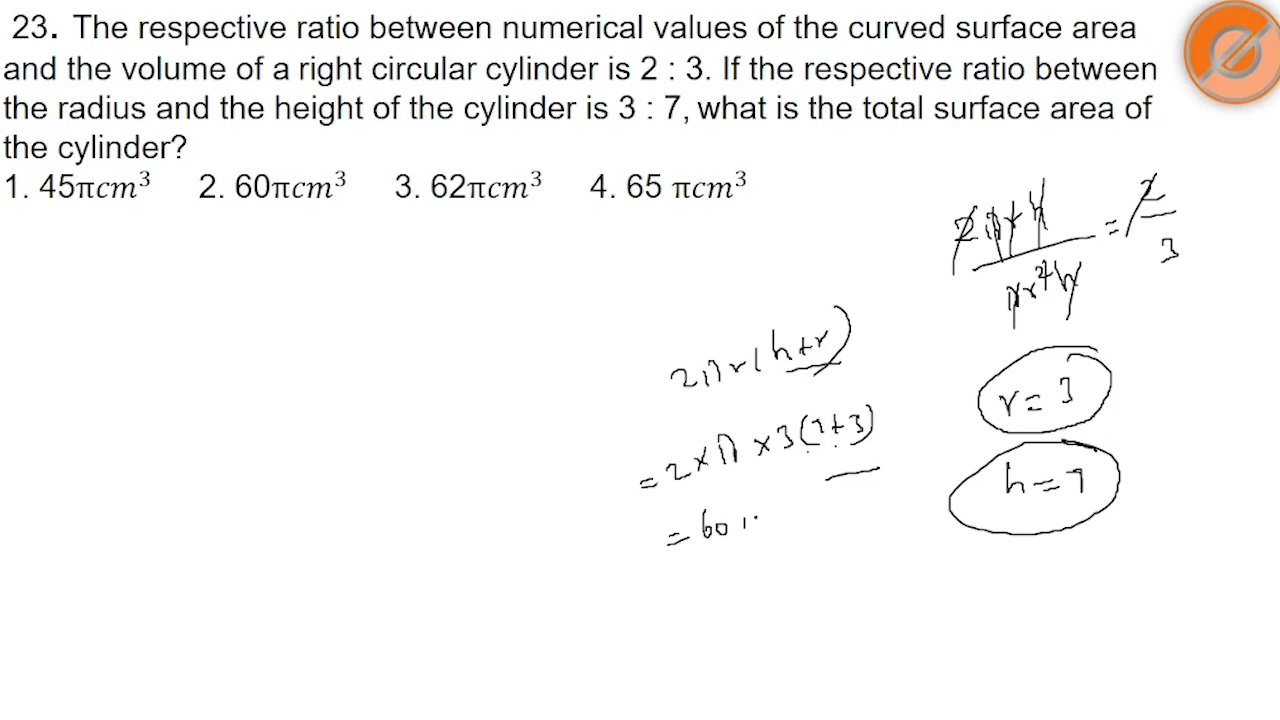 23. The respective ratio between numerical values of the curved surface area
and the volume of a right circular cylinder is 2 : 3. If the respective ratio between
the radius and the height of the cylinder is 3 : 7, what is the total surface area of
the cylinder?
1. 45πcm³ 2. 60πcm³ 3. 62πcm³ 4. 65 πcm³
2πrh/πr²h = 2/3
2πr(h+r)
r = 3
= 2×π×3(7+3)
h = 7
= 60